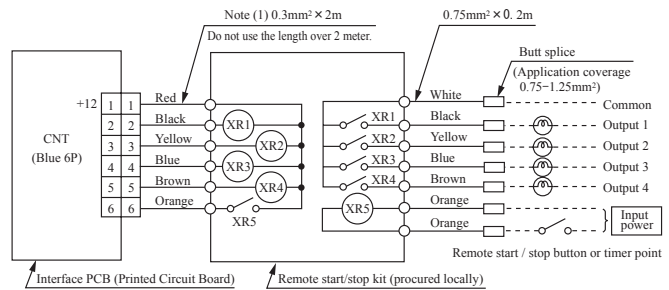 Note (1) 0.3mm² × 2m
Do not use the length over 2 meter.
0.75mm² × 0. 2m
Butt splice
(Application coverage
0.75−1.25mm²)
CNT
(Blue 6P)
+12
1 1 Red
2 2 Black
3 3 Yellow
4 4 Blue
5 5 Brown
6 6 Orange
XR1
XR2
XR3
XR4
XR5
XR1
XR2
XR3
XR4
XR5
White Common
Black Output 1
Yellow Output 2
Blue Output 3
Brown Output 4
Orange
Orange
Input
power
Remote start / stop button or timer point
Interface PCB (Printed Circuit Board)
Remote start/stop kit (procured locally)